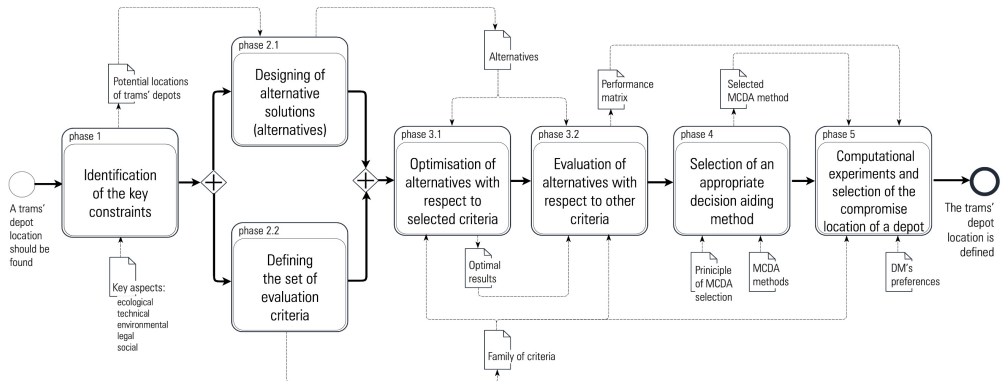 A trams'
depot
location
should be
found
phase 1
Identification
of the key
constraints
Potential locations
of trams' depots
Key aspects:
ecological
technical
environmental
legal
social
phase 2.1
Designing of
alternative
solutions
(alternatives)
phase 2.2
Defining
the set of
evaluation
criteria
Alternatives
phase 3.1
Optimisation of
alternatives with
respect to
selected criteria
Optimal
results
Family of criteria
phase 3.2
Evaluation of
alternatives with
respect to other
criteria
Performance
matrix
phase 4
Selection of an
appropriate
decision aiding
method
Selected
MCDA method
Priniciple
of MCDA
selection
MCDA
methods
phase 5
Computational
experiments and
selection of the
compromise
location of a depot
DM's
preferences
The trams'
depot
location is
defined